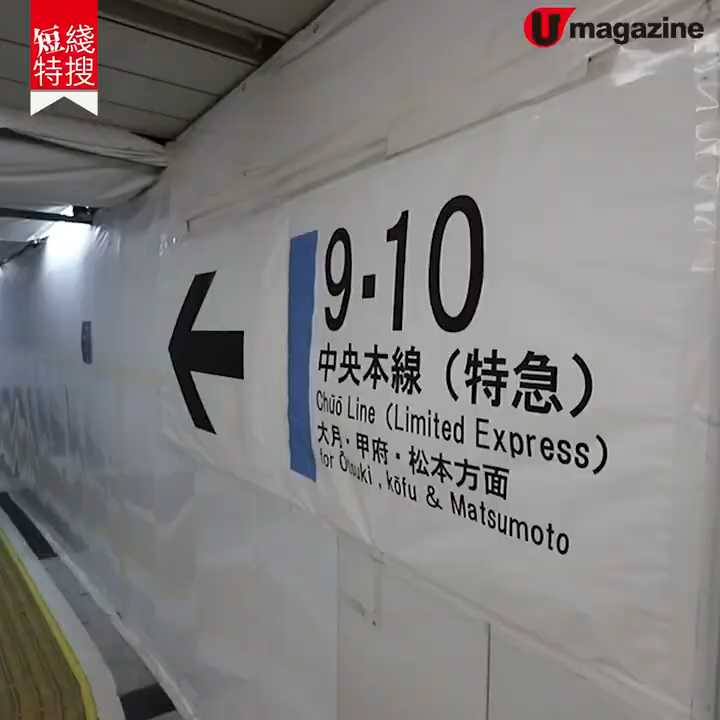 短綫
特搜
U magazine
9·10
中央本線（特急）
Chūō Line (Limited Express)
大月・甲府・松本方面
for Ōtsuki , kōfu & Matsumoto